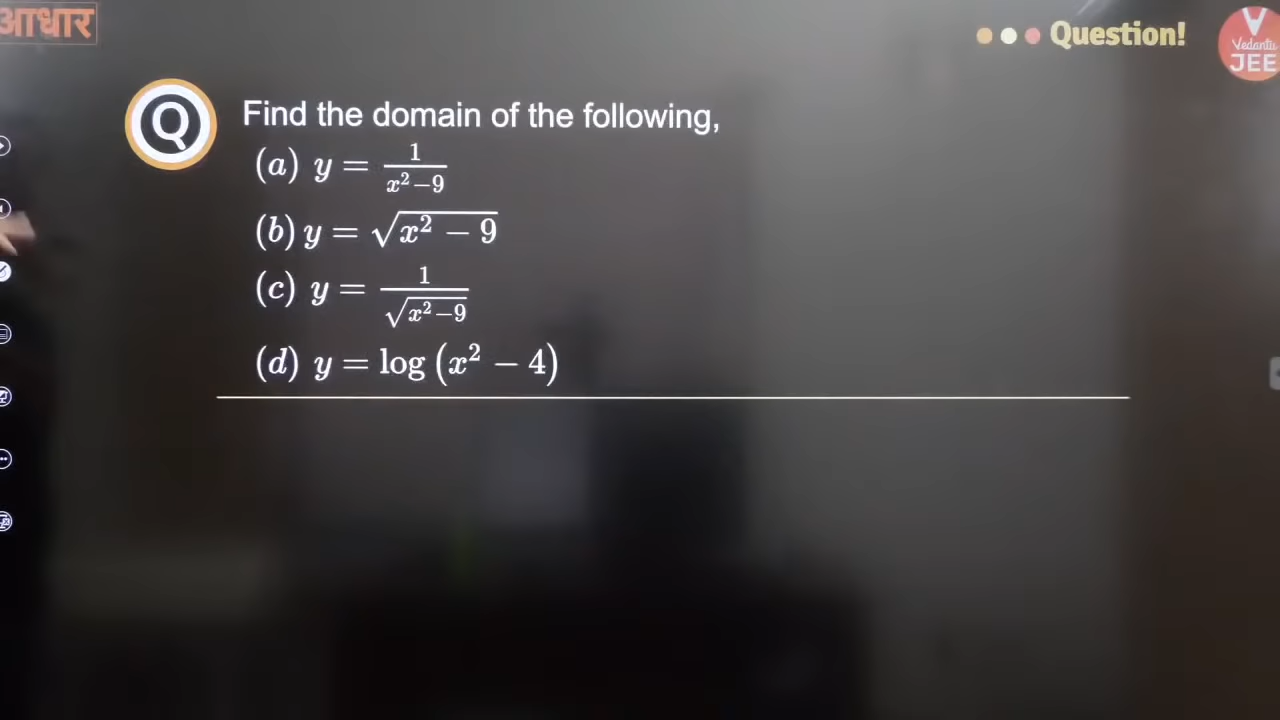 आधार
Question!
Vedantu
JEE
Q
Find the domain of the following,
(a) y = 1/(x² – 9)
(b) y = √(x² – 9)
(c) y = 1/√(x² – 9)
(d) y = log (x² – 4)